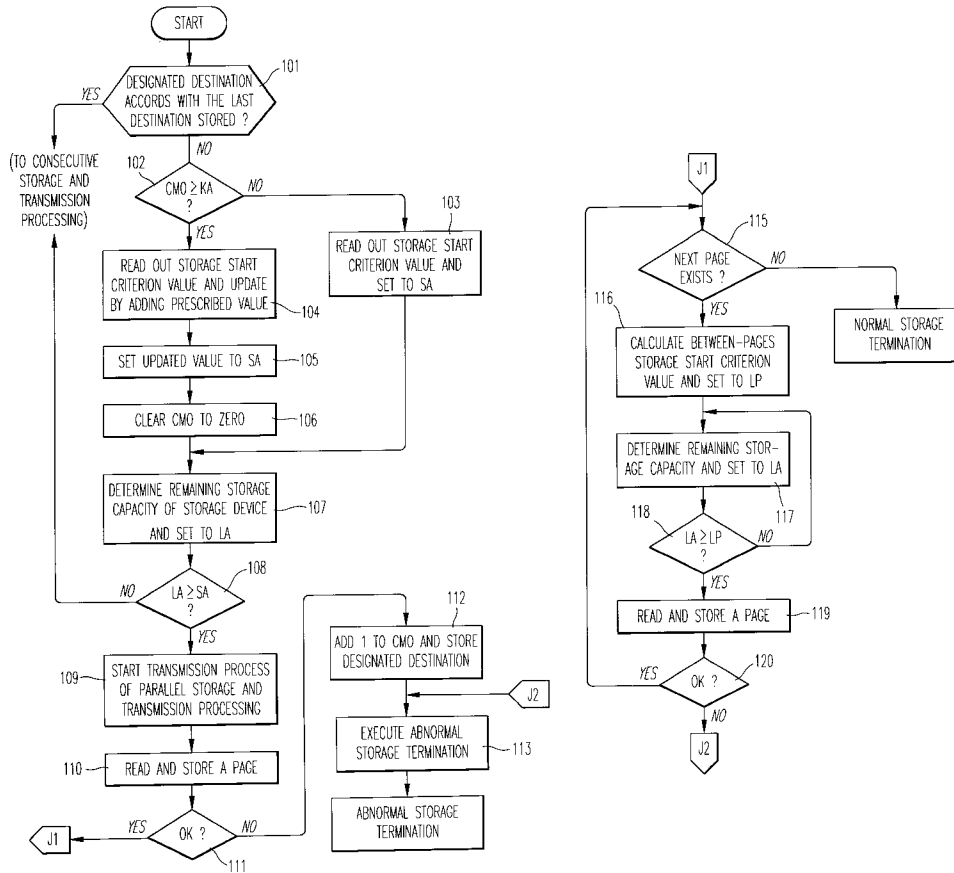 START
101
DESIGNATED DESTINATION
ACCORDS WITH THE LAST
DESTINATION STORED ?
YES
NO
(TO CONSECUTIVE
STORAGE AND
TRANSMISSION
PROCESSING)
102
CMO ≥ KA
?
NO
YES
103
READ OUT STORAGE START
CRITERION VALUE AND
SET TO SA
READ OUT STORAGE START
CRITERION VALUE AND UPDATE
BY ADDING PRESCRIBED VALUE
104
SET UPDATED VALUE TO SA
105
CLEAR CMO TO ZERO
106
DETERMINE REMAINING STORAGE
CAPACITY OF STORAGE DEVICE
AND SET TO LA
107
108
LA ≥ SA
?
NO
YES
109
START TRANSMISSION PROCESS
OF PARALLEL STORAGE AND
TRANSMISSION PROCESSING
110
READ AND STORE A PAGE
OK ?
YES
NO
111
J1
112
ADD 1 TO CMO AND STORE
DESIGNATED DESTINATION
J2
EXECUTE ABNORMAL
STORAGE TERMINATION
113
ABNORMAL STORAGE
TERMINATION
J1
115
NEXT PAGE
EXISTS ?
NO
YES
NORMAL STORAGE
TERMINATION
116
CALCULATE BETWEEN-PAGES
STORAGE START CRITERION
VALUE AND SET TO LP
DETERMINE REMAINING STOR-
AGE CAPACITY AND SET TO LA
117
118
LA ≥ LP
?
NO
YES
READ AND STORE A PAGE
119
OK ?
120
YES
NO
J2